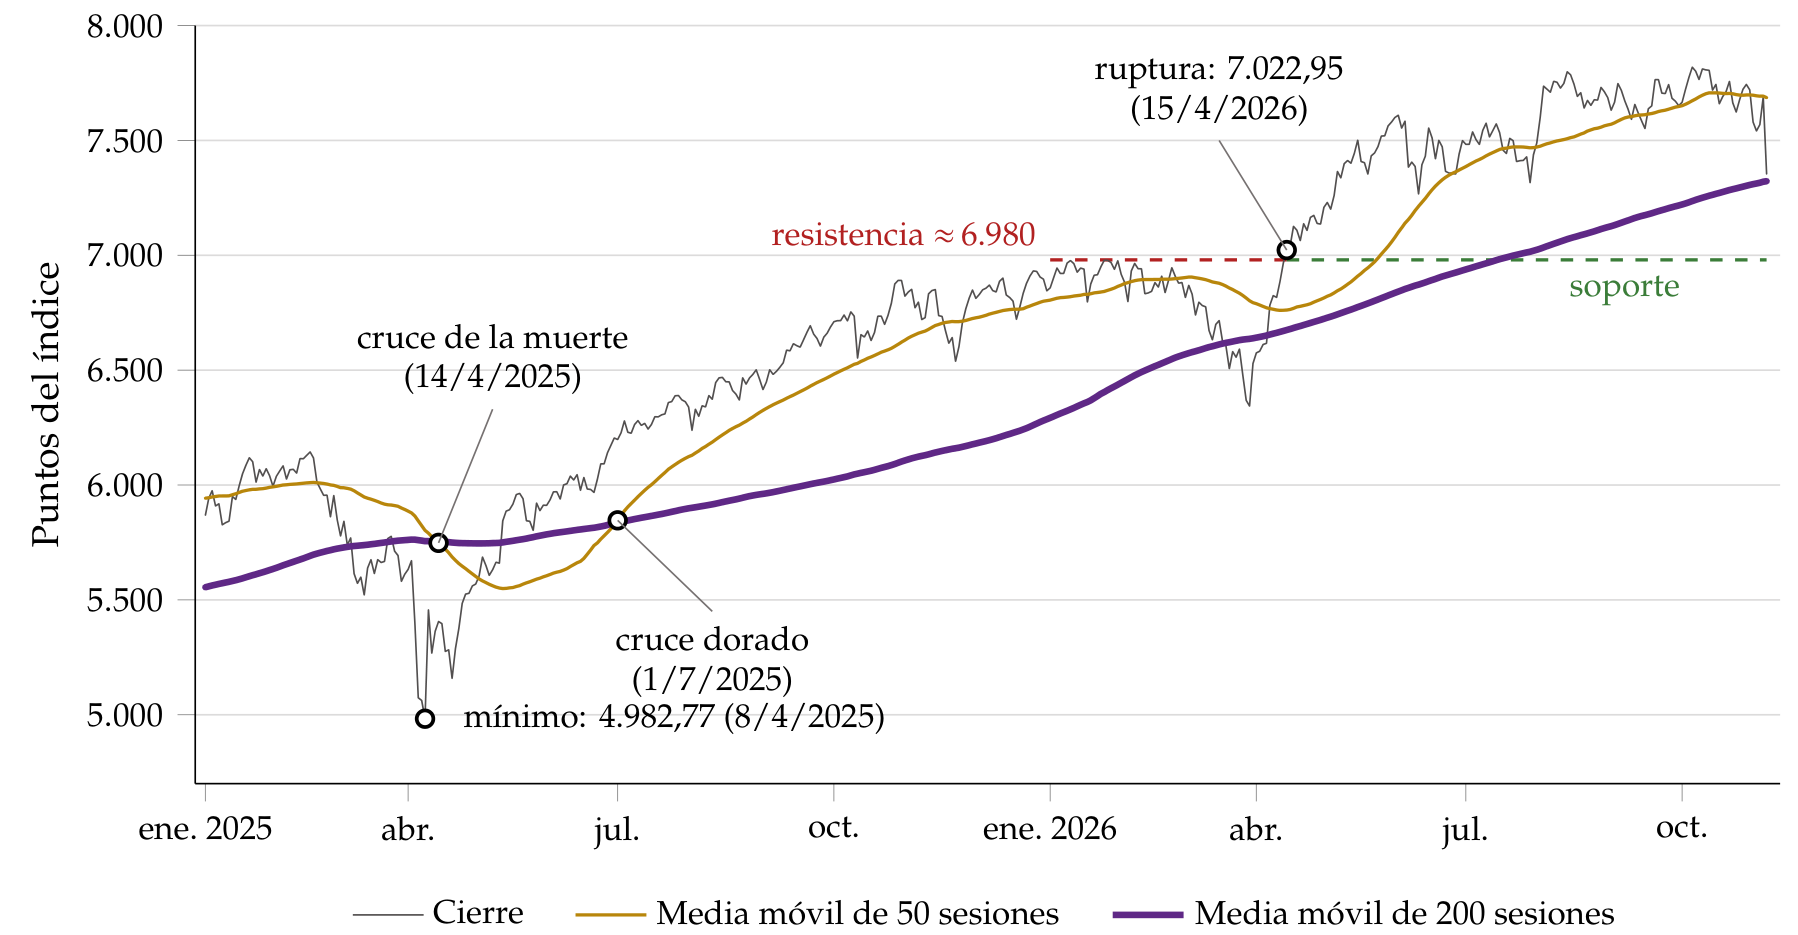 8.000
7.500
7.000
6.500
6.000
5.500
5.000
Puntos del índice
ruptura: 7.022,95
(15/4/2026)
resistencia ≈ 6.980
soporte
cruce de la muerte
(14/4/2025)
cruce dorado
(1/7/2025)
mínimo: 4.982,77 (8/4/2025)
ene. 2025
abr.
jul.
oct.
ene. 2026
abr.
jul.
oct.
Cierre
Media móvil de 50 sesiones
Media móvil de 200 sesiones